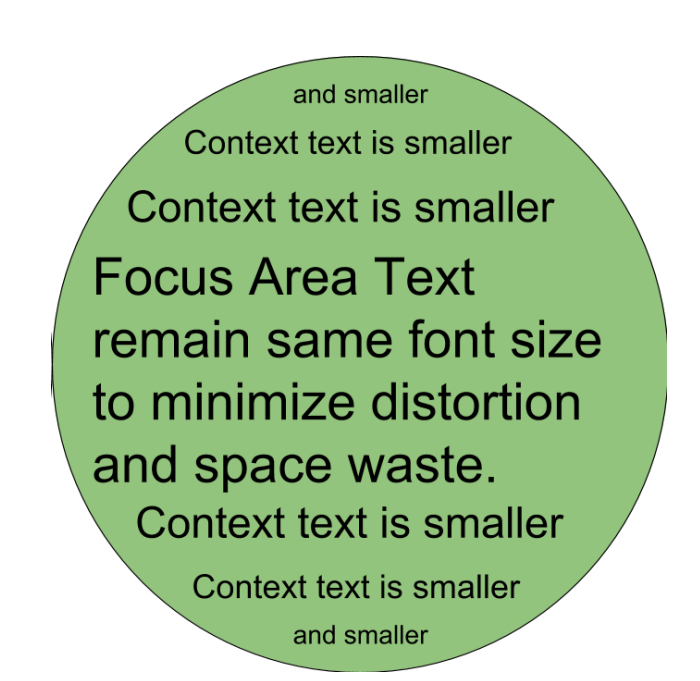 and smaller
Context text is smaller
Context text is smaller
Focus Area Text
remain same font size
to minimize distortion
and space waste.
Context text is smaller
Context text is smaller
and smaller